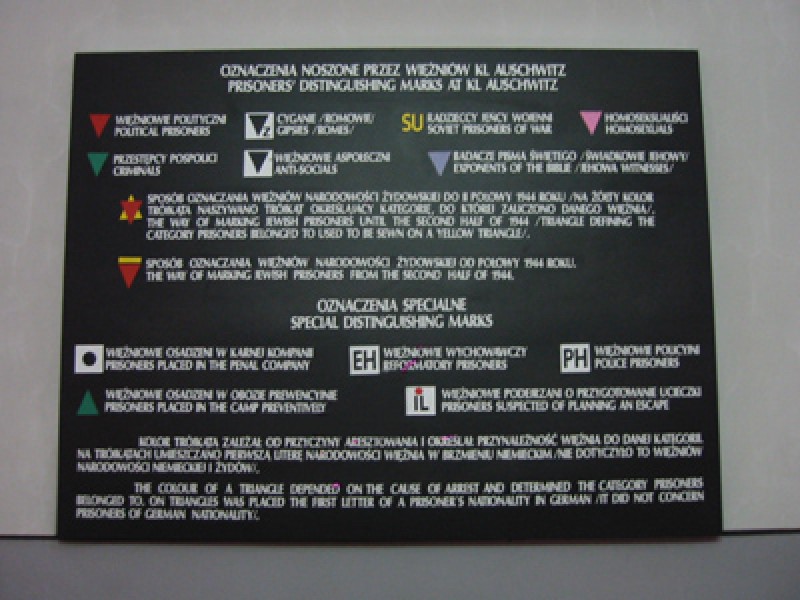 OZNACZENIA NOSZONE PRZEZ WIĘŹNIÓW KL AUSCHWITZ
PRISONERS' DISTINGUISHING MARKS AT KL AUSCHWITZ
WIĘŹNIOWIE POLITYCZNI
POLITICAL PRISONERS
Z
CYGANIE /ROMOWIE/
GIPSIES /ROMES/
SU
RADZIECCY JEŃCY WOJENNI
SOVIET PRISONERS OF WAR
HOMOSEKSUALIŚCI
HOMOSEXUALS
PRZESTĘPCY POSPOLICI
CRIMINALS
WIĘŹNIOWIE ASPOŁECZNI
ANTI-SOCIALS
BADACZE PISMA ŚWIĘTEGO /ŚWIADKOWIE JEHOWY/
EXPONENTS OF THE BIBLE /JEHOWA WITNESSES/
SPOSÓB OZNACZANIA WIĘŹNIÓW NARODOWOŚCI ŻYDOWSKIEJ DO II POŁOWY 1944 ROKU /NA ŻÓŁTY KOLOR
TRÓJKĄTA NASZYWANO TRÓJKĄT OKREŚLAJĄCY KATEGORIĘ, DO KTÓREJ ZALICZONO DANEGO WIĘŹNIA/.
THE WAY OF MARKING JEWISH PRISONERS UNTIL THE SECOND HALF OF 1944 /TRIANGLE DEFINING THE
CATEGORY PRISONERS BELONGED TO USED TO BE SEWN ON A YELLOW TRIANGLE/.
SPOSÓB OZNACZANIA WIĘŹNIÓW NARODOWOŚCI ŻYDOWSKIEJ OD POŁOWY 1944 ROKU.
THE WAY OF MARKING JEWISH PRISONERS FROM THE SECOND HALF OF 1944.
OZNACZENIA SPECJALNE
SPECIAL DISTINGUISHING MARKS
WIĘŹNIOWIE OSADZENI W KARNEJ KOMPANII
PRISONERS PLACED IN THE PENAL COMPANY
EH
WIĘŹNIOWIE WYCHOWAWCZY
REFORMATORY PRISONERS
PH
WIĘŹNIOWIE POLICYJNI
POLICE PRISONERS
WIĘŹNIOWIE OSADZENI W OBOZIE PREWENCYJNIE
PRISONERS PLACED IN THE CAMP PREVENTIVELY
iL
WIĘŹNIOWIE PODEJRZANI O PRZYGOTOWANIE UCIECZKI
PRISONERS SUSPECTED OF PLANNING AN ESCAPE
KOLOR TRÓJKĄTA ZALEŻAŁ OD PRZYCZYNY ARESZTOWANIA I OKREŚLAŁ PRZYNALEŻNOŚĆ WIĘŹNIA DO DANEJ KATEGORII.
NA TRÓJKĄTACH UMIESZCZANO PIERWSZĄ LITERĘ NARODOWOŚCI WIĘŹNIA W BRZMIENIU NIEMIECKIM /NIE DOTYCZYŁO TO WIĘŹNIÓW
NARODOWOŚCI NIEMIECKIEJ I ŻYDÓW/.
THE COLOUR OF A TRIANGLE DEPENDED ON THE CAUSE OF ARREST AND DETERMINED THE CATEGORY PRISONERS
BELONGED TO. ON TRIANGLES WAS PLACED THE FIRST LETTER OF A PRISONER'S NATIONALITY IN GERMAN /IT DID NOT CONCERN
PRISONERS OF GERMAN NATIONALITY/.